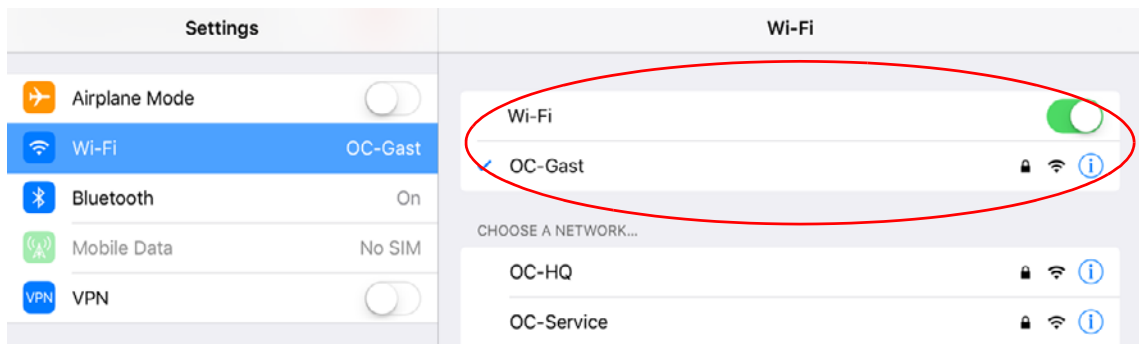 Settings
Airplane Mode
Wi-Fi OC-Gast
Bluetooth On
Mobile Data No SIM
VPN VPN
Wi-Fi
Wi-Fi
OC-Gast
CHOOSE A NETWORK...
OC-HQ
OC-Service